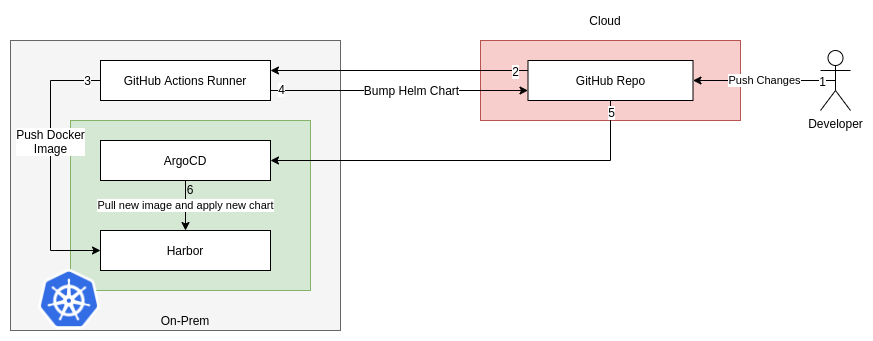 Cloud
GitHub Actions Runner
3
2
GitHub Repo
Push Changes
1
4
Bump Helm Chart
5
Developer
Push Docker
Image
ArgoCD
6
Pull new image and apply new chart
Harbor
On-Prem